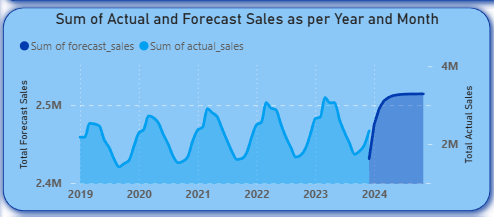 Sum of Actual and Forecast Sales as per Year and Month
Sum of forecast_sales Sum of actual_sales
Total Forecast Sales
2.5M
2.4M
4M
2M
Total Actual Sales
2019 2020 2021 2022 2023 2024